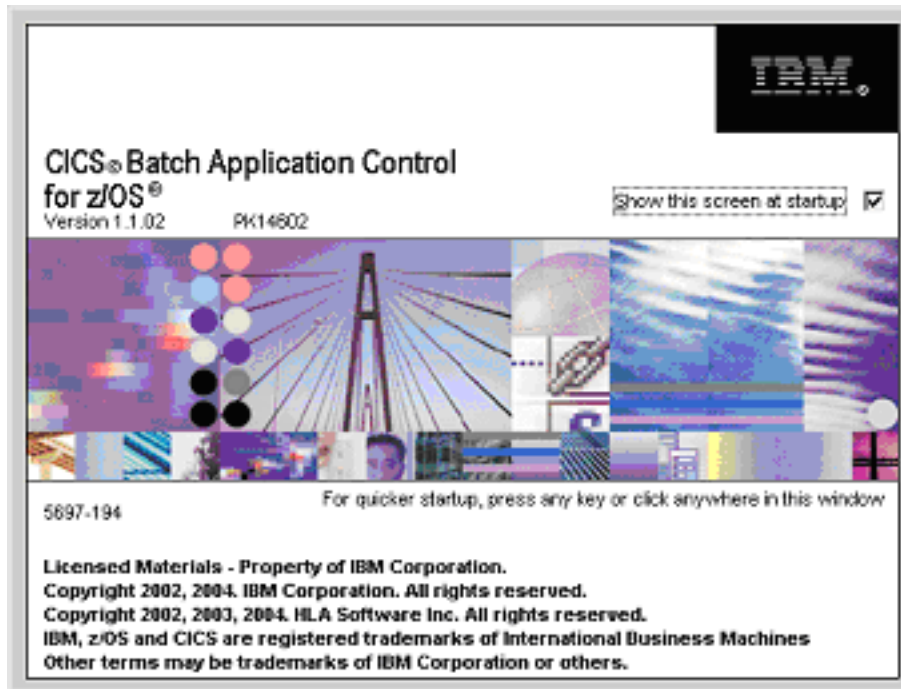 IBM®
CICS® Batch Application Control
for z/OS®
Show this screen at startup
Version 1.1.02 PK14602
For quicker startup, press any key or click anywhere in this window
5697-194
Licensed Materials - Property of IBM Corporation.
Copyright 2002, 2004. IBM Corporation. All rights reserved.
Copyright 2002, 2003, 2004. HLA Software Inc. All rights reserved.
IBM, z/OS and CICS are registered trademarks of International Business Machines
Other terms may be trademarks of IBM Corporation or others.